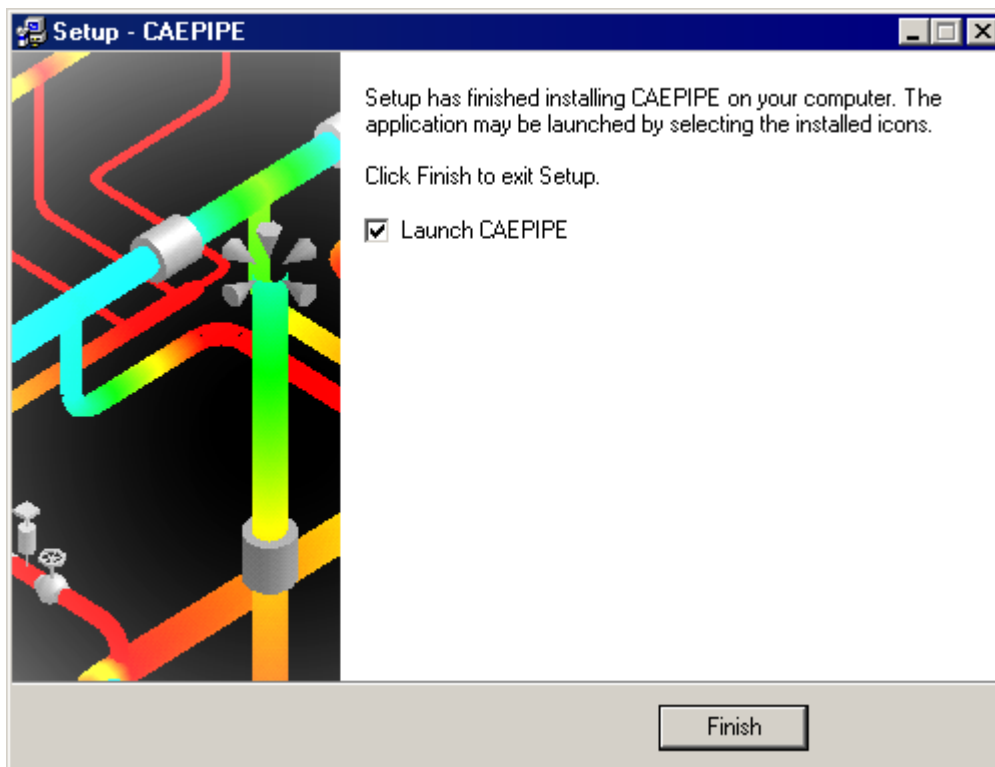 Setup - CAEPIPE
Setup has finished installing CAEPIPE on your computer. The
application may be launched by selecting the installed icons.
Click Finish to exit Setup.
Launch CAEPIPE
Finish